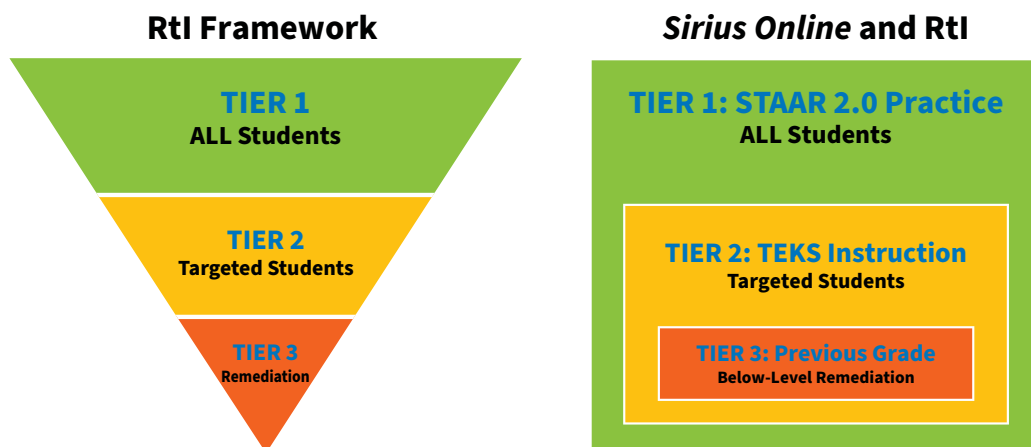 RtI Framework
TIER 1
ALL Students
TIER 2
Targeted Students
TIER 3
Remediation
Sirius Online and RtI
TIER 1: STAAR 2.0 Practice
ALL Students
TIER 2: TEKS Instruction
Targeted Students
TIER 3: Previous Grade
Below-Level Remediation